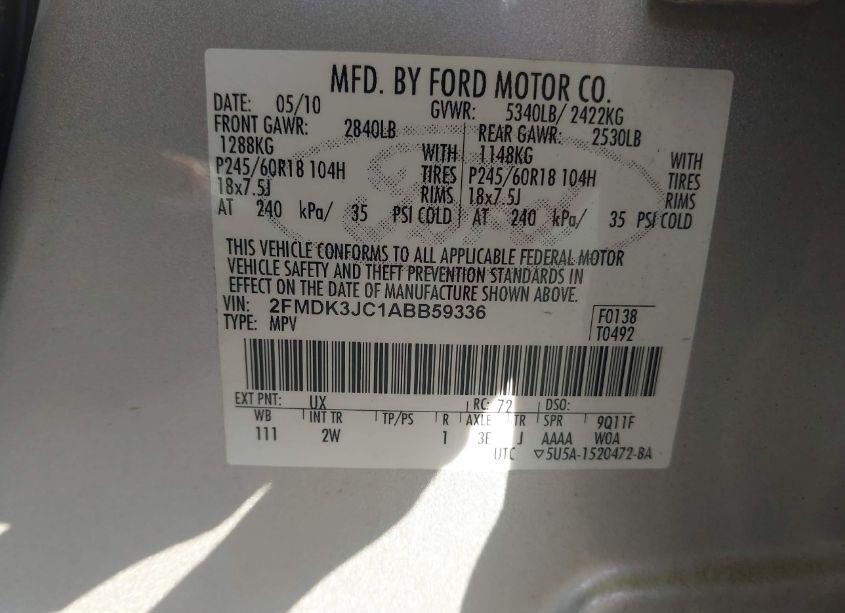 MFD. BY FORD MOTOR CO.
DATE: 05/10 GVWR: 5340LB/ 2422KG
FRONT GAWR: 2840LB REAR GAWR: 2530LB
1288KG WITH 1148KG WITH
P245/60R18 104H TIRES P245/60R18 104H TIRES
18x7.5J RIMS 18x7.5J RIMS
AT 240 kPa/ 35 PSI COLD AT 240 kPa/ 35 PSI COLD
THIS VEHICLE CONFORMS TO ALL APPLICABLE FEDERAL MOTOR
VEHICLE SAFETY AND THEFT PREVENTION STANDARDS IN
EFFECT ON THE DATE OF MANUFACTURE SHOWN ABOVE.
VIN: 2FMDK3JC1ABB59336 F0138
TYPE: MPV T0492
EXT PNT: UX RC: 72 DSO:
WB INT TR TP/PS R AXLE TR SPR 9Q11F
111 2W 1 3E J AAAA W0A
UTC ▽5U5A-1520472-BA